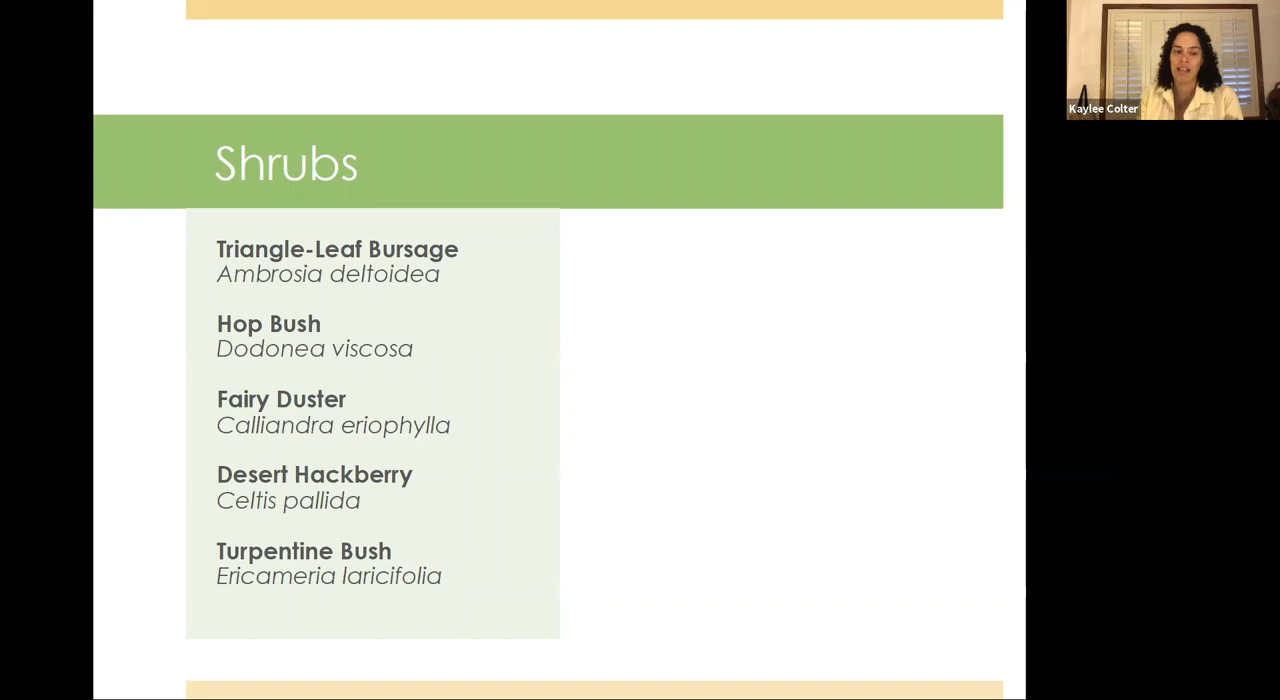 Shrubs
Triangle-Leaf Bursage
Ambrosia deltoidea
Hop Bush
Dodonea viscosa
Fairy Duster
Calliandra eriophylla
Desert Hackberry
Celtis pallida
Turpentine Bush
Ericameria laricifolia
Kaylee Colter